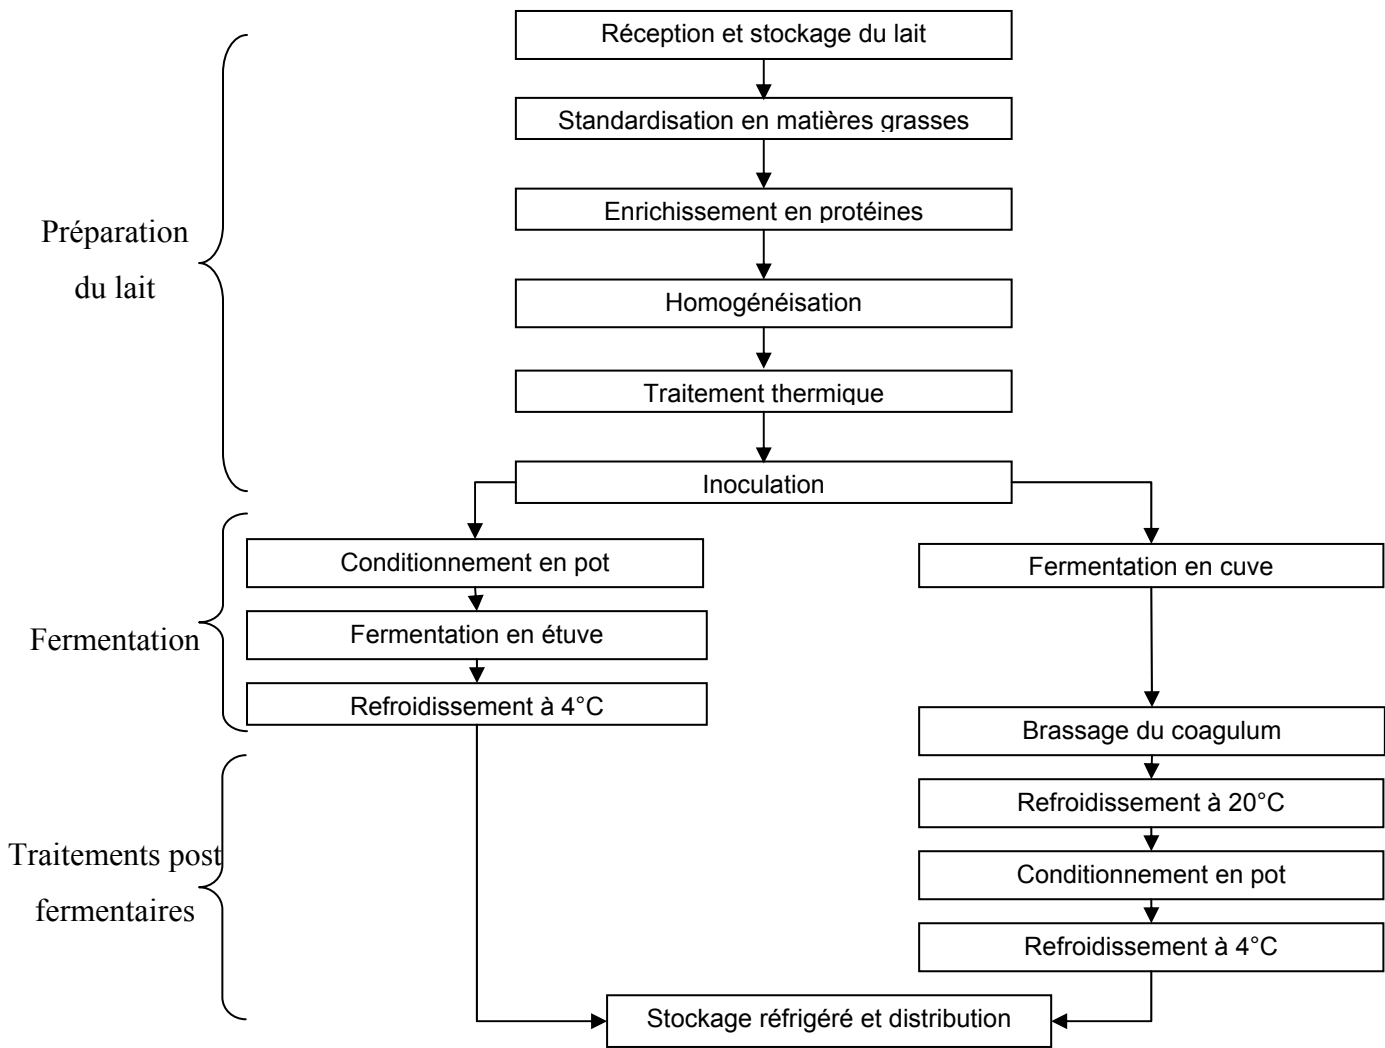 Réception et stockage du lait
Standardisation en matières grasses
Enrichissement en protéines
Préparation
du lait
Homogénéisation
Traitement thermique
Inoculation
Conditionnement en pot
Fermentation en cuve
Fermentation
Fermentation en étuve
Refroidissement à 4°C
Brassage du coagulum
Refroidissement à 20°C
Traitements post
fermentaires
Conditionnement en pot
Refroidissement à 4°C
Stockage réfrigéré et distribution